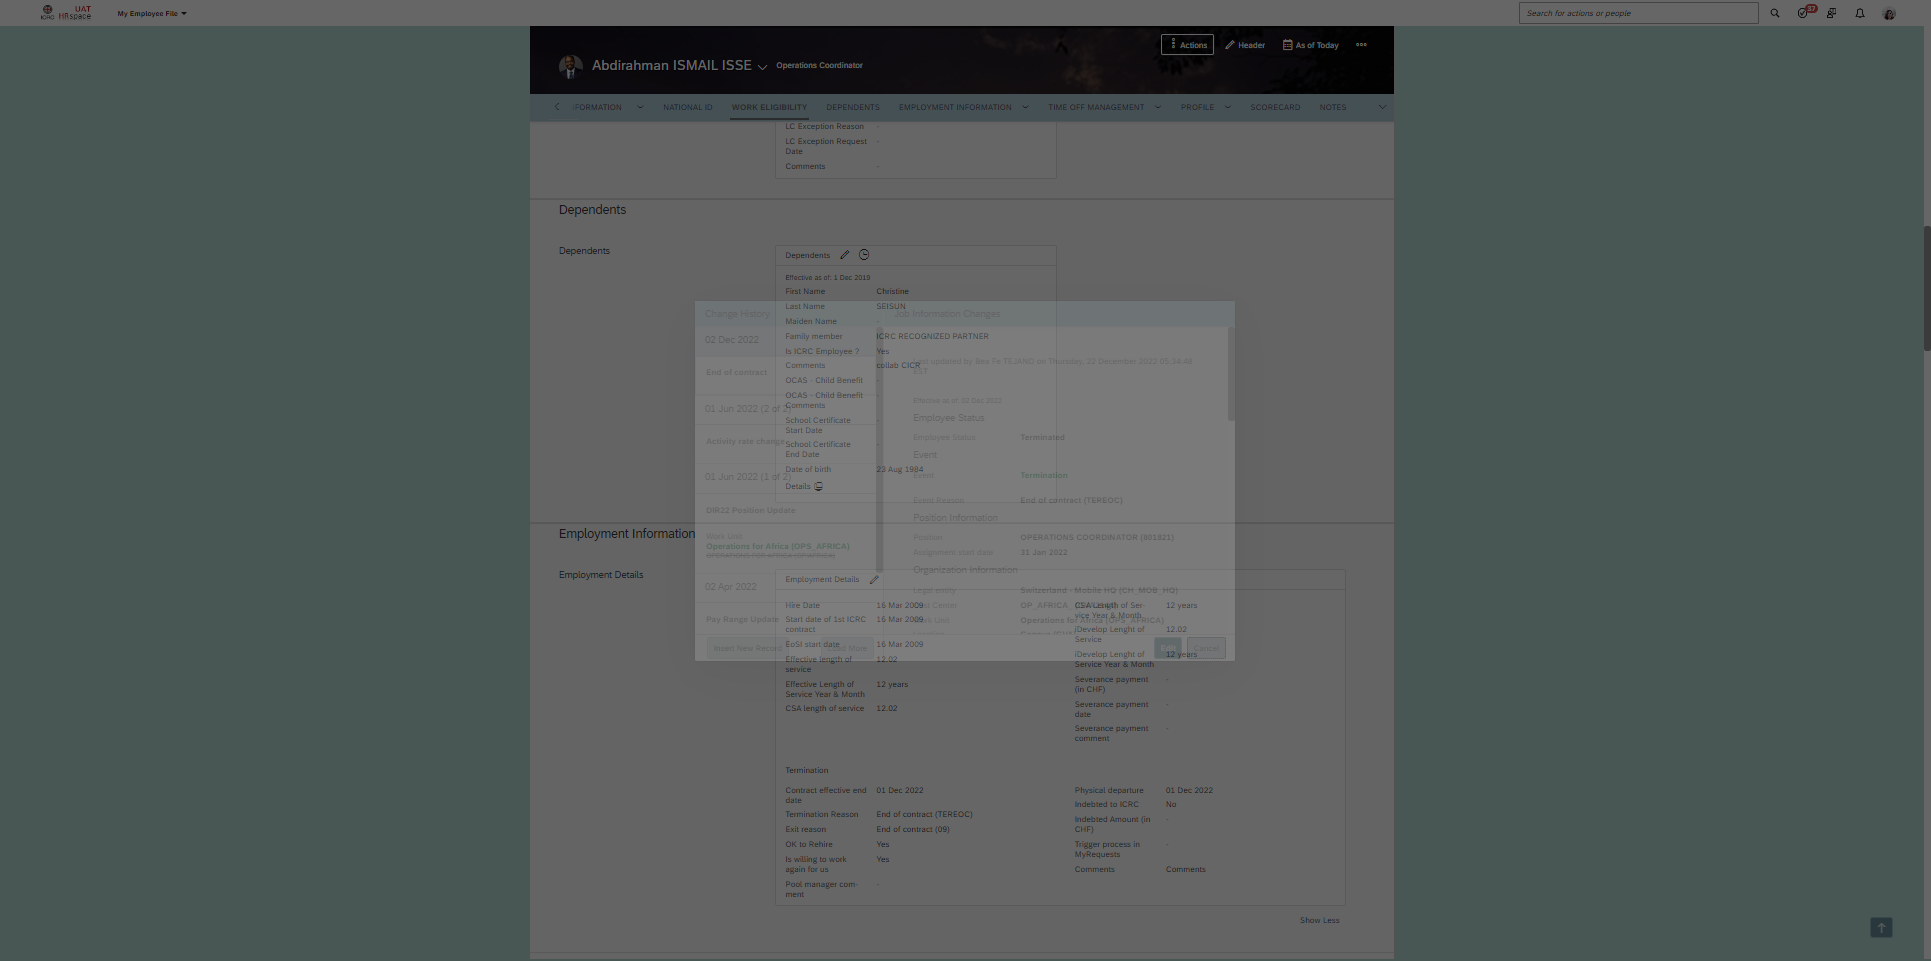 ICRC
UAT
HRspace
My Employee File
Search for actions or people
37
Abdirahman ISMAIL ISSE
Operations Coordinator
Actions
Header
As of Today
FORMATION
NATIONAL ID
WORK ELIGIBILITY
DEPENDENTS
EMPLOYMENT INFORMATION
TIME OFF MANAGEMENT
PROFILE
SCORECARD
NOTES
LC Exception Reason -
LC Exception Request Date -
Comments -
Dependents
Dependents
Dependents
Effective as of: 1 Dec 2019
First Name Christine
Last Name SEISUN
Maiden Name -
Family member ICRC RECOGNIZED PARTNER
Is ICRC Employee ? Yes
Comments collab CICR
OCAS - Child Benefit -
OCAS - Child Benefit Comments
School Certificate Start Date
School Certificate End Date
Date of birth 23 Aug 1984
Details
Change History
02 Dec 2022
End of contract
01 Jun 2022 (2 of 2)
Activity rate change
01 Jun 2022 (1 of 2)
DIR22 Position Update
Work Unit
Operations for Africa (OPS_AFRICA)
02 Apr 2022
Pay Range Update
Insert New Record
Job Information Changes
Last updated by Bee Fe TEJANO on Thursday, 22 December 2022 05:34:46 EST
Effective as of: 02 Dec 2022
Employee Status
Employee Status Terminated
Event
Event Termination
Event Reason End of contract (TEREOC)
Position Information
Position OPERATIONS COORDINATOR (801821)
Assignment start date 31 Jan 2022
Organization Information
Legal entity Switzerland - Mobile HQ (CH_MOB_HQ)
Cost Center OP_AFRICA
Work Unit Operations for Africa (OPS_AFRICA)
Cancel
Employment Information
Employment Details
Employment Details
Hire Date 16 Mar 2009
Start date of 1st ICRC contract 16 Mar 2009
EoSI start date 16 Mar 2009
Effective length of service 12.02
Effective Length of Service Year & Month 12 years
CSA length of service 12.02
CSA Length of Ser-
vice Year & Month 12 years
iDevelop Lenght of Service 12.02
iDevelop Lenght of Service Year & Month 12 years
Severance payment (in CHF) -
Severance payment date -
Severance payment comment -
Termination
Contract effective end date 01 Dec 2022
Termination Reason End of contract (TEREOC)
Exit reason End of contract (09)
OK to Rehire Yes
Is willing to work again for us Yes
Pool manager com-
ment -
Physical departure 01 Dec 2022
Indebted to ICRC No
Indebted Amount (in CHF) -
Trigger process in MyRequests -
Comments Comments
Show Less